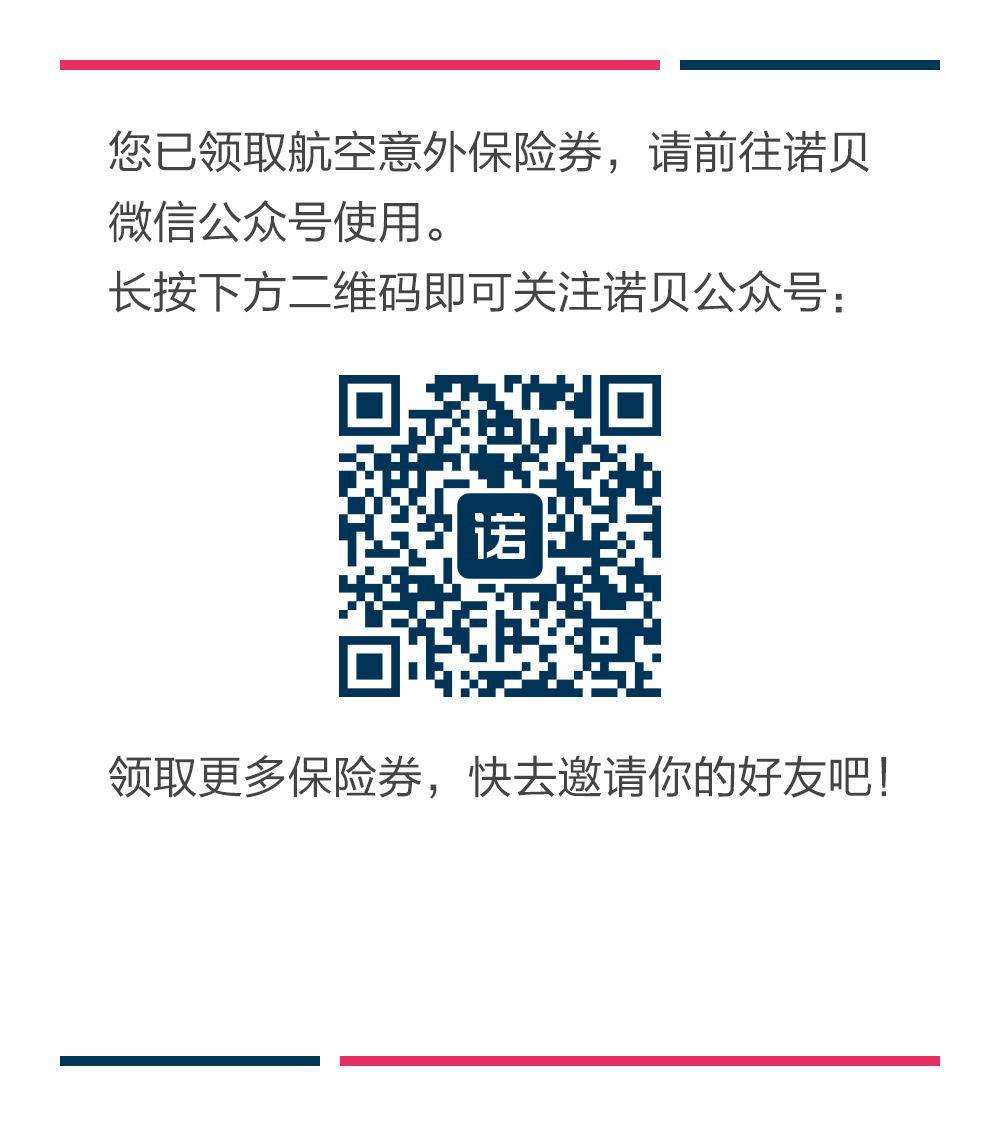 您已领取航空意外保险券，请前往诺贝
微信公众号使用。
长按下方二维码即可关注诺贝公众号：
诺
领取更多保险券，快去邀请你的好友吧！